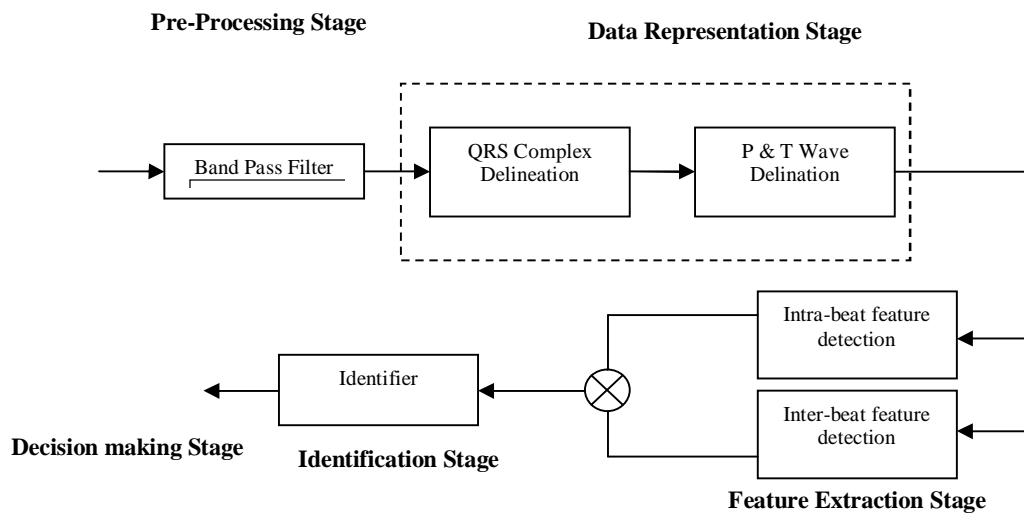 Pre-Processing Stage
Data Representation Stage
Band Pass Filter
QRS Complex
Delineation
P & T Wave
Delination
Intra-beat feature
detection
Identifier
Inter-beat feature
detection
Decision making Stage
Identification Stage
Feature Extraction Stage